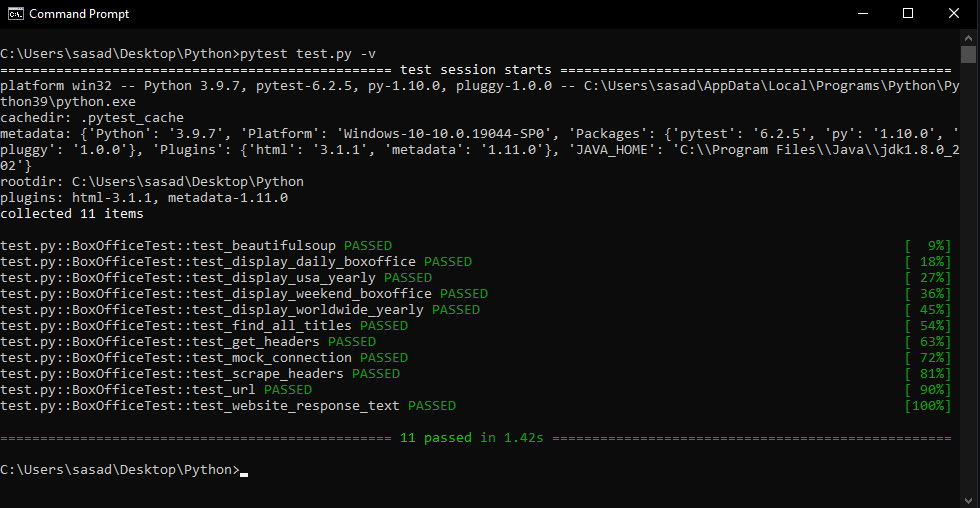 Command Prompt
C:\Users\sasad\Desktop\Python>pytest test.py -v
================================================= test session starts =================================================
platform win32 -- Python 3.9.7, pytest-6.2.5, py-1.10.0, pluggy-1.0.0 -- C:\Users\sasad\AppData\Local\Programs\Python\Py
thon39\python.exe
cachedir: .pytest_cache
metadata: {'Python': '3.9.7', 'Platform': 'Windows-10-10.0.19044-SP0', 'Packages': {'pytest': '6.2.5', 'py': '1.10.0', '
pluggy': '1.0.0'}, 'Plugins': {'html': '3.1.1', 'metadata': '1.11.0'}, 'JAVA_HOME': 'C:\\Program Files\\Java\\jdk1.8.0_2
02'}
rootdir: C:\Users\sasad\Desktop\Python
plugins: html-3.1.1, metadata-1.11.0
collected 11 items
test.py::BoxOfficeTest::test_beautifulsoup PASSED [  9%]
test.py::BoxOfficeTest::test_display_daily_boxoffice PASSED [ 18%]
test.py::BoxOfficeTest::test_display_usa_yearly PASSED [ 27%]
test.py::BoxOfficeTest::test_display_weekend_boxoffice PASSED [ 36%]
test.py::BoxOfficeTest::test_display_worldwide_yearly PASSED [ 45%]
test.py::BoxOfficeTest::test_find_all_titles PASSED [ 54%]
test.py::BoxOfficeTest::test_get_headers PASSED [ 63%]
test.py::BoxOfficeTest::test_mock_connection PASSED [ 72%]
test.py::BoxOfficeTest::test_scrape_headers PASSED [ 81%]
test.py::BoxOfficeTest::test_url PASSED [ 90%]
test.py::BoxOfficeTest::test_website_response_text PASSED [100%]
================================================= 11 passed in 1.42s ==================================================
C:\Users\sasad\Desktop\Python>